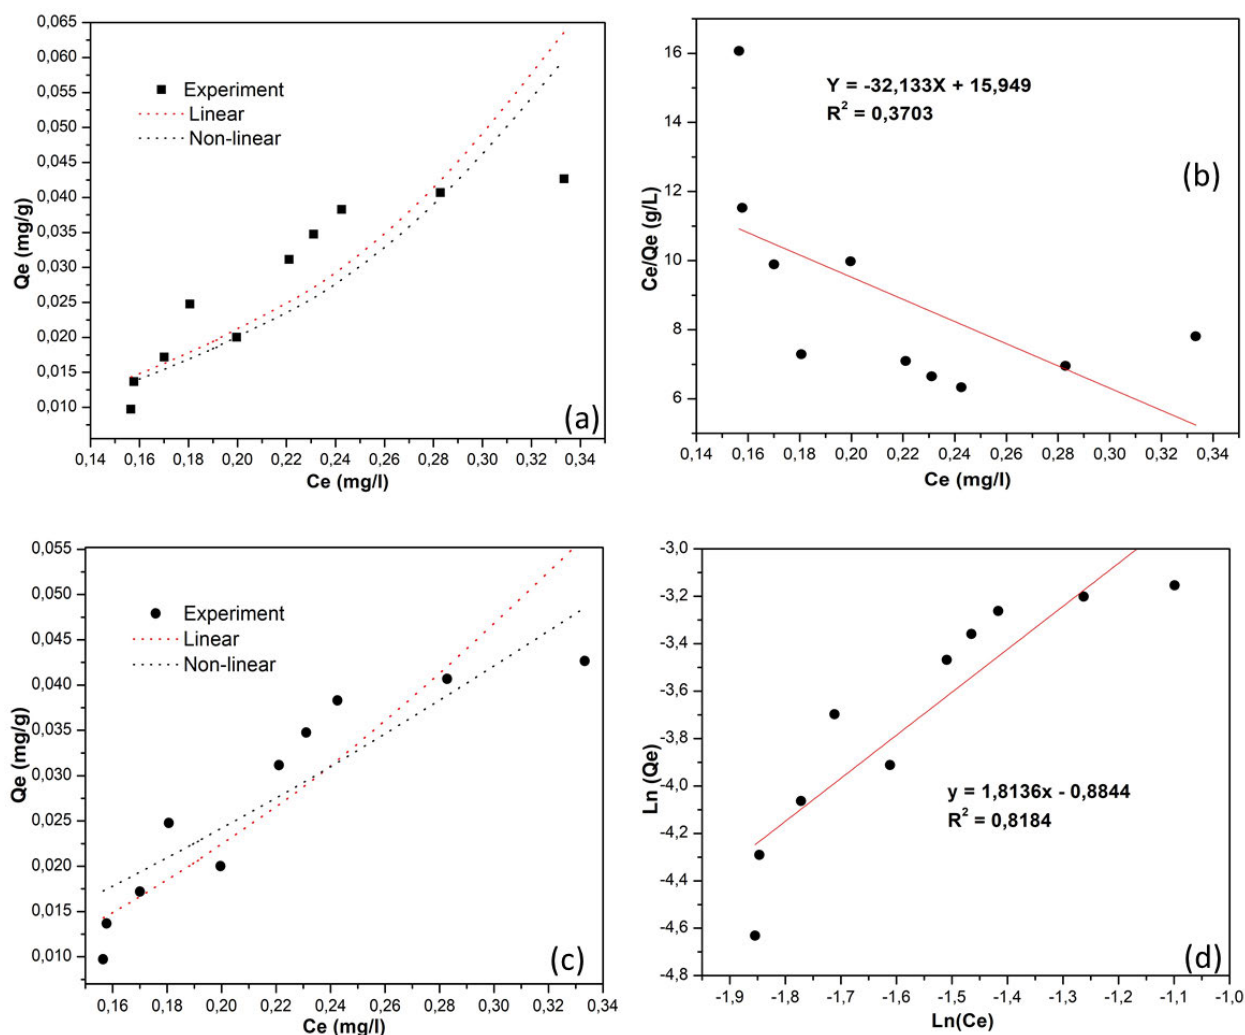 0,065
0,060
0,055
0,050
0,045
0,040
0,035
0,030
0,025
0,020
0,015
0,010
Qe (mg/g)
Experiment
Linear
Non-linear
(a)
0,14 0,16 0,18 0,20 0,22 0,24 0,26 0,28 0,30 0,32 0,34
Ce (mg/l)
16
14
12
10
8
6
Ce/Qe (g/L)
Y = -32,133X + 15,949
R² = 0,3703
(b)
0,14 0,16 0,18 0,20 0,22 0,24 0,26 0,28 0,30 0,32 0,34
Ce (mg/l)
0,055
0,050
0,045
0,040
0,035
0,030
0,025
0,020
0,015
0,010
Qe (mg/g)
Experiment
Linear
Non-linear
(c)
0,16 0,18 0,20 0,22 0,24 0,26 0,28 0,30 0,32 0,34
Ce (mg/l)
-3,0
-3,2
-3,4
-3,6
-3,8
-4,0
-4,2
-4,4
-4,6
-4,8
Ln (Qe)
y = 1,8136x - 0,8844
R² = 0,8184
(d)
-1,9 -1,8 -1,7 -1,6 -1,5 -1,4 -1,3 -1,2 -1,1 -1,0
Ln(Ce)